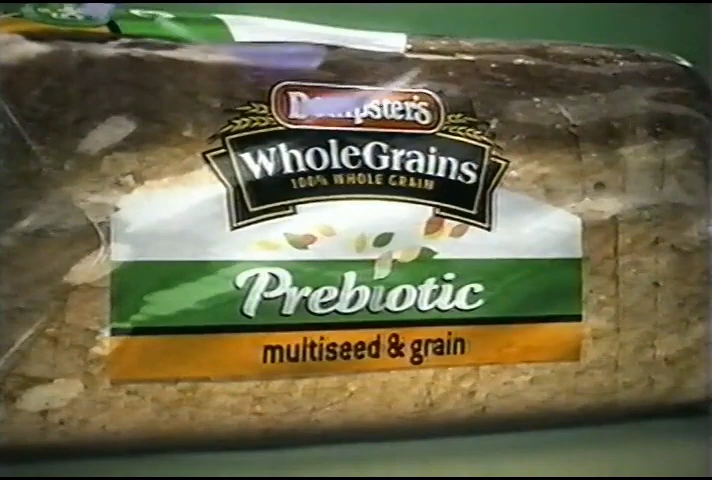 Dempster's
WholeGrains
100% WHOLE GRAIN
Prebiotic
multiseed & grain